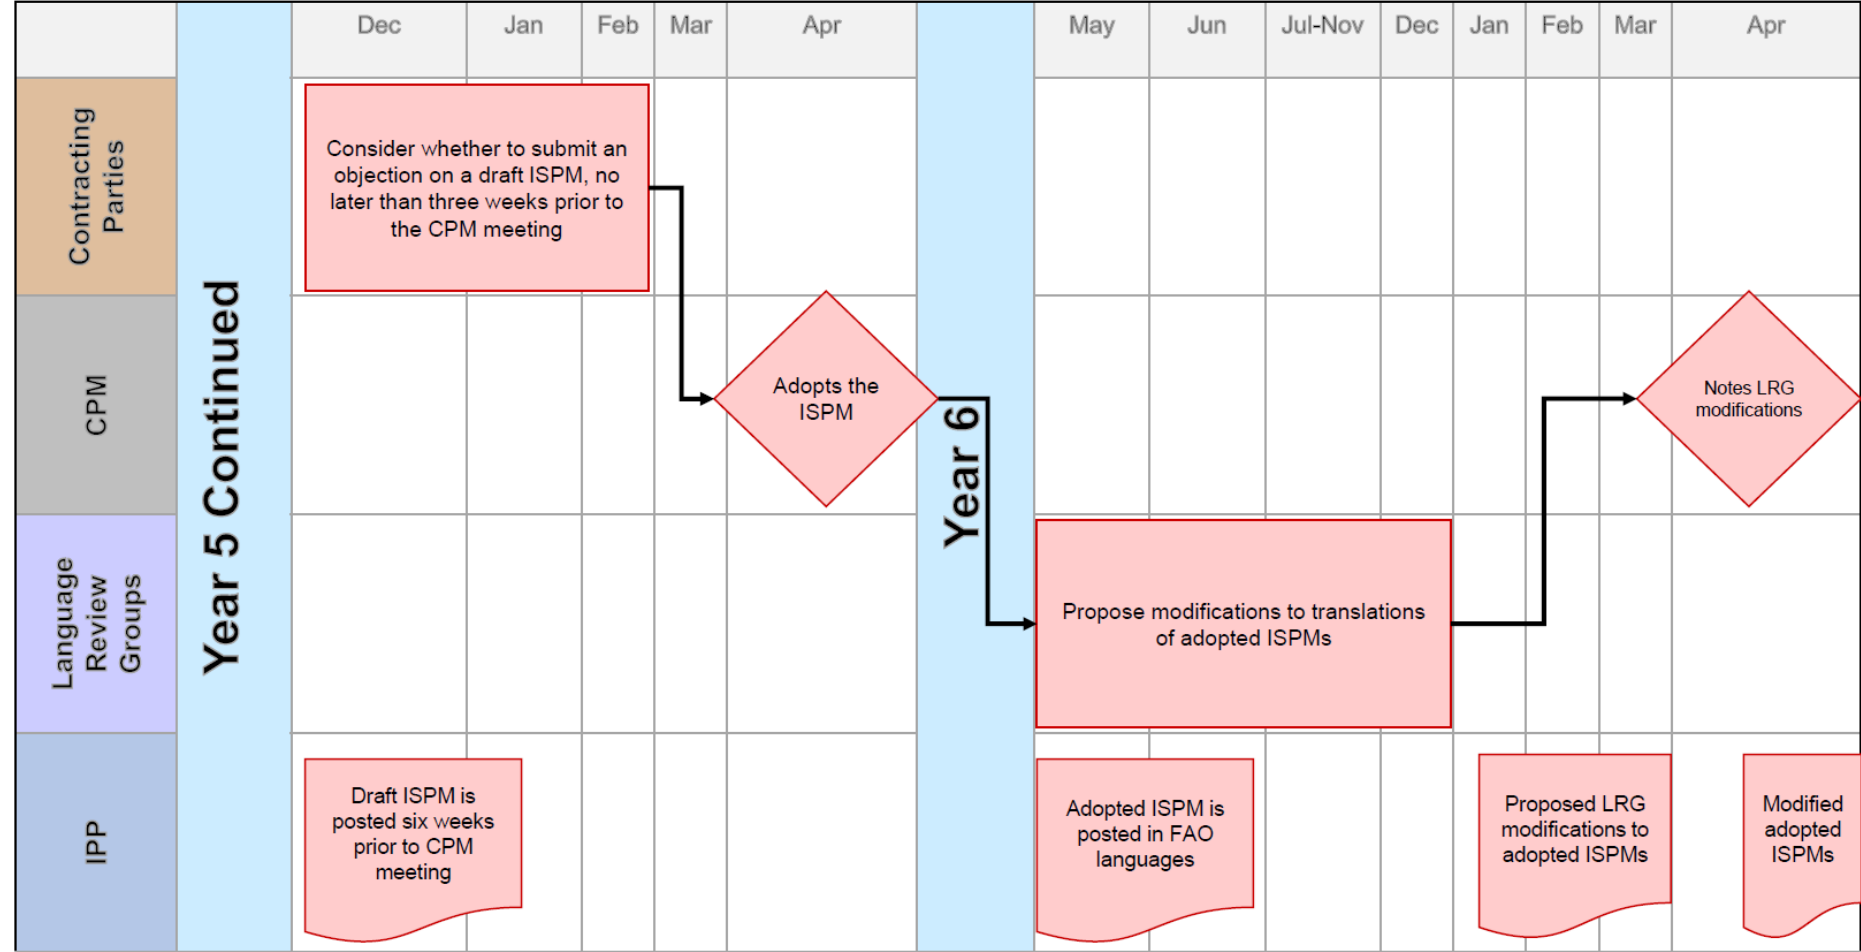 Dec Jan Feb Mar Apr May Jun Jul-Nov Dec Jan Feb Mar Apr
Contracting
Parties
Year 5 Continued
Consider whether to submit an
objection on a draft ISPM, no
later than three weeks prior to
the CPM meeting
CPM
Adopts the
ISPM
Year 6
Notes LRG
modifications
Language
Review
Groups
Propose modifications to translations
of adopted ISPMs
IPP
Draft ISPM is
posted six weeks
prior to CPM
meeting
Adopted ISPM is
posted in FAO
languages
Proposed LRG
modifications to
adopted ISPMs
Modified
adopted
ISPMs